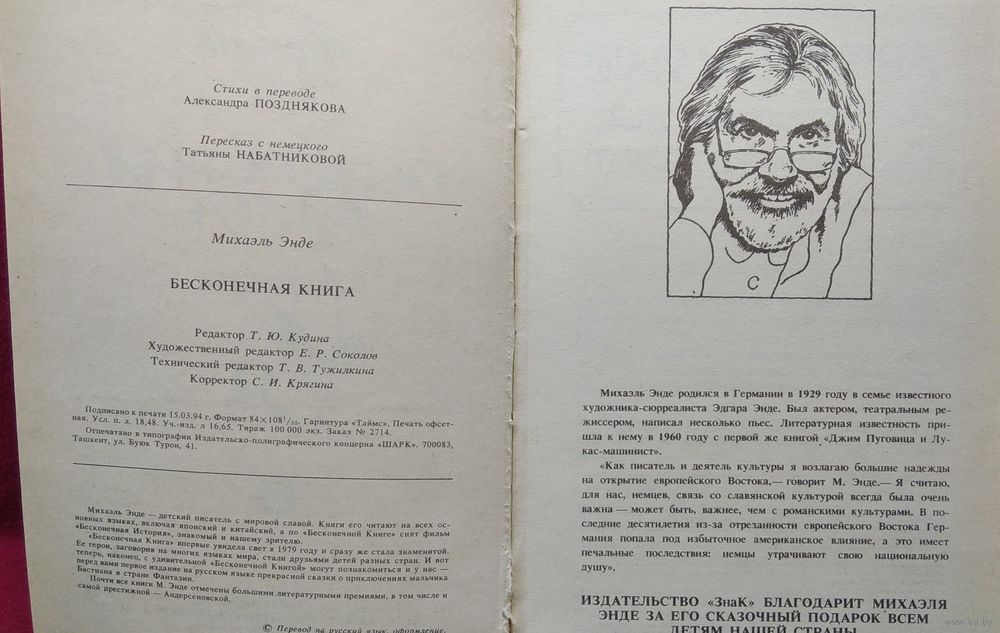 Стихи в переводе
Александра ПОЗДНЯКОВА
Пересказ с немецкого
Татьяны НАБАТНИКОВОЙ
Михаэль Энде
БЕСКОНЕЧНАЯ КНИГА
Редактор Т. Ю. Кудина
Художественный редактор Е. Р. Соколов
Технический редактор Т. В. Тужилкина
Корректор С. И. Крягина
Подписано к печати 15.03.94 г. Формат 84×108¹/₃₂. Гарнитура «Таймс». Печать офсет-
ная. Усл. п. л. 18,48. Уч.-изд. л 16,65. Тираж 100 000 экз. Заказ № 2714.
Отпечатано в типографии Издательско-полиграфического концерна «ШАРК». 700083,
Ташкент, ул. Буюк Турон, 41.
Михаэль Энде — детский писатель с мировой славой. Книги его читают на всех ос-
новных языках, включая японский и китайский, а по «Бесконечной Книге» снят фильм
«Бесконечная История», знакомый и нашему зрителю.
«Бесконечная Книга» впервые увидела свет в 1979 году и сразу же стала знаменитой.
Ее герои, заговорив на многих языках мира, стали друзьями детей разных стран. И вот
теперь, наконец, с удивительной «Бесконечной Книгой» могут познакомиться и у нас —
перед вами первое издание на русском языке прекрасной сказки о приключениях мальчика
Бастиана в стране Фантазии.
Почти все книги М. Энде отмечены большими литературными премиями, в том числе и
самой престижной — Андерсеновской.
© Перевод на русский язык, оформление.
С
Михаэль Энде родился в Германии в 1929 году в семье известного
художника-сюрреалиста Эдгара Энде. Был актером, театральным ре-
жиссером, написал несколько пьес. Литературная известность при-
шла к нему в 1960 году с первой же книгой «Джим Пуговица и Лу-
кас-машинист».
«Как писатель и деятель культуры я возлагаю большие надежды
на открытие европейского Востока,— говорит М. Энде.— Я считаю,
для нас, немцев, связь со славянской культурой всегда была очень
важна — может быть, важнее, чем с романскими культурами. В по-
следние десятилетия из-за отрезанности европейского Востока Гер-
мания попала под избыточное американское влияние, а это имеет
печальные последствия: немцы утрачивают свою национальную
душу».
ИЗДАТЕЛЬСТВО «ЗнаК» БЛАГОДАРИТ МИХАЭЛЯ
ЭНДЕ ЗА ЕГО СКАЗОЧНЫЙ ПОДАРОК ВСЕМ
ДЕТЯМ НАШЕЙ СТРАНЫ
www.ay.by